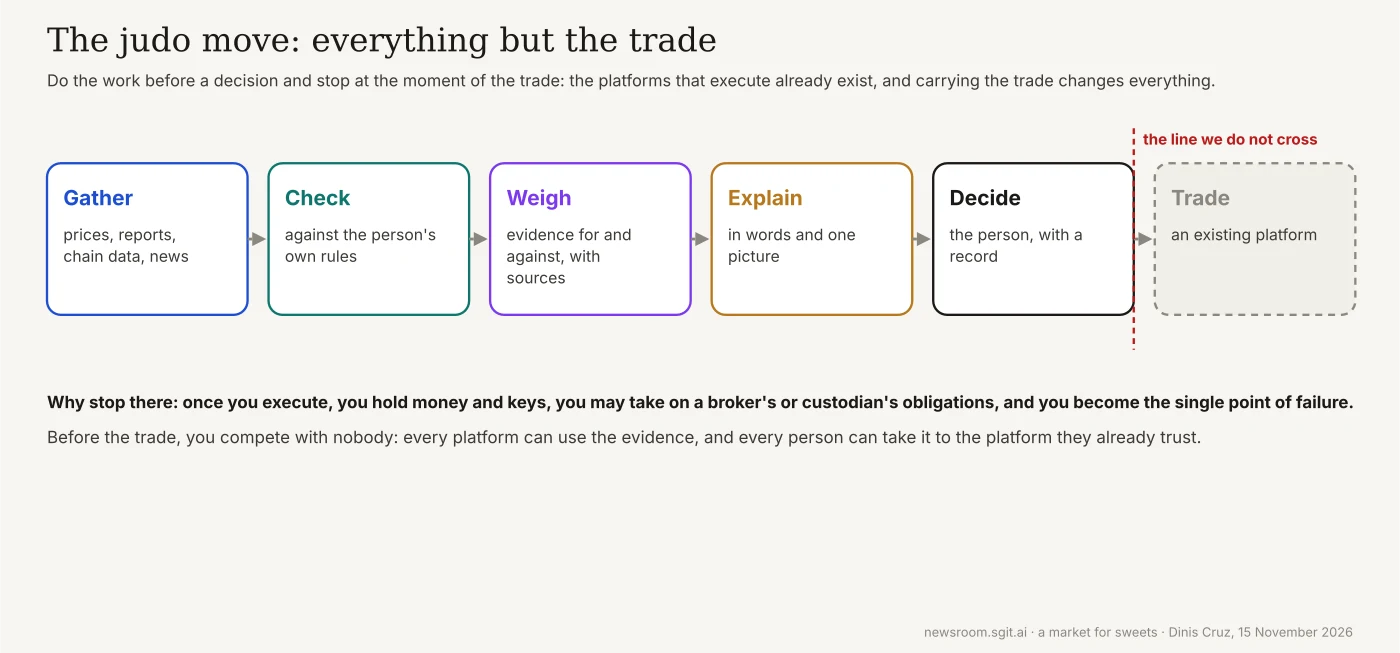 The judo move: everything but the trade
Do the work before a decision and stop at the moment of the trade: the platforms that execute already exist, and carrying the trade changes everything.
the line we do not cross
Gather
prices, reports,
chain data, news
Check
against the person's
own rules
Weigh
evidence for and
against, with
sources
Explain
in words and one
picture
Decide
the person, with a
record
Trade
an existing platform
Why stop there: once you execute, you hold money and keys, you may take on a broker's or custodian's obligations, and you become the single point of failure.
Before the trade, you compete with nobody: every platform can use the evidence, and every person can take it to the platform they already trust.
newsroom.sgit.ai · a market for sweets · Dinis Cruz, 15 November 2026